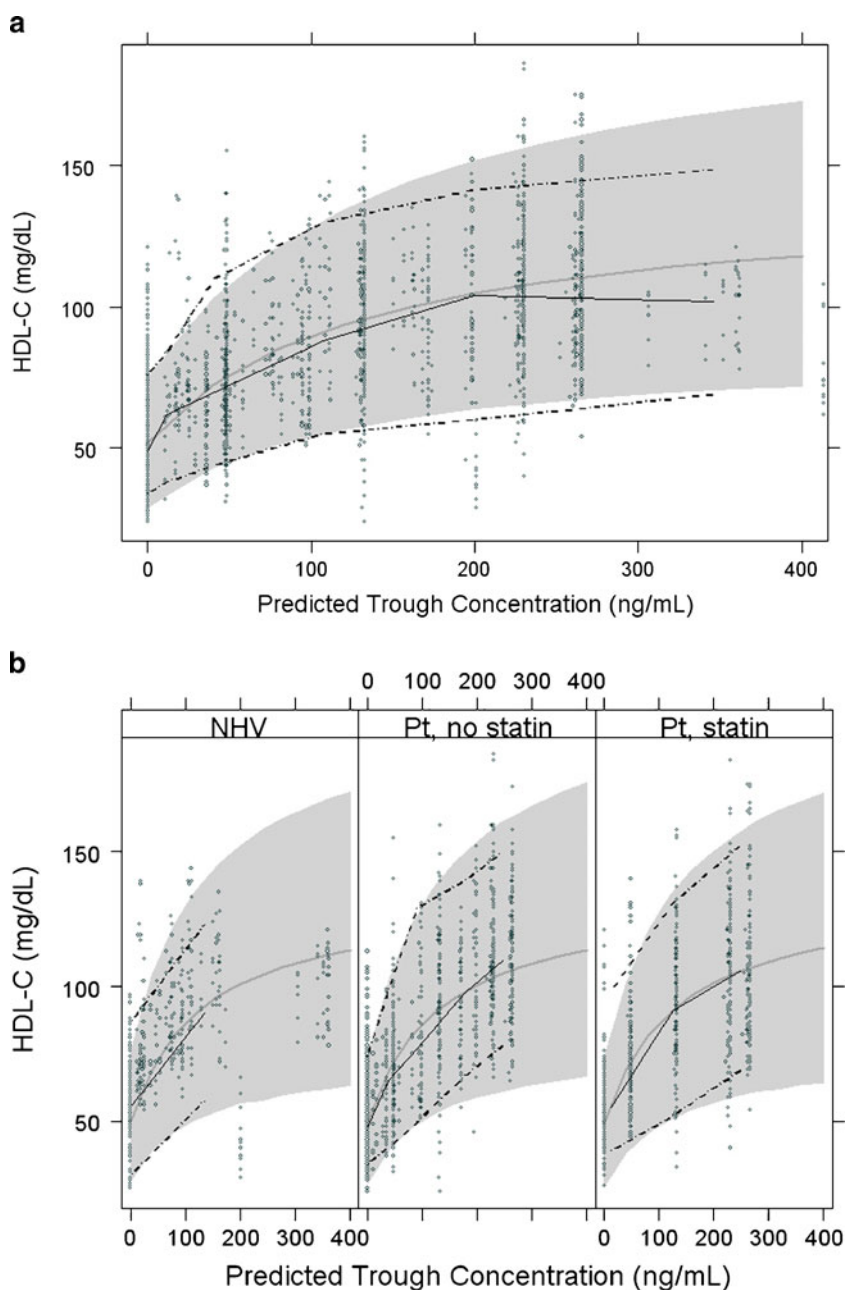 a
HDL-C (mg/dL)
150
100
50
0 100 200 300 400
Predicted Trough Concentration (ng/mL)
b
0 100 200 300 400
NHV Pt, no statin Pt, statin
HDL-C (mg/dL)
150
100
50
0 100 200 300 400 0 100 200 300 400
Predicted Trough Concentration (ng/mL)